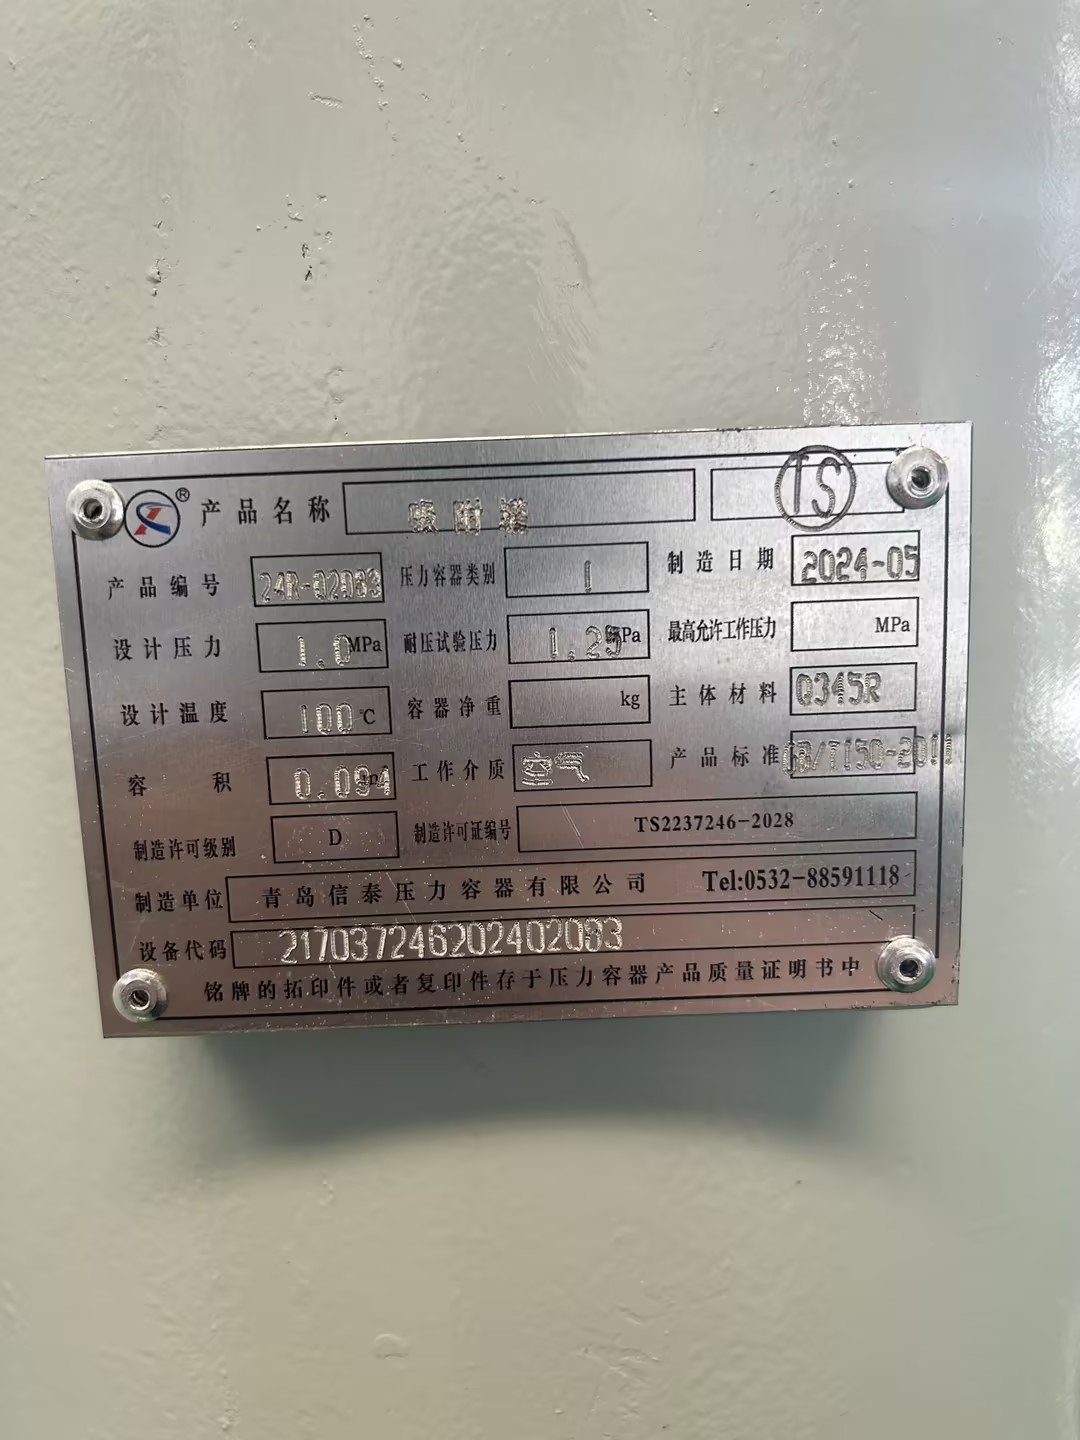 ® 产品名称 吸附塔 TS
产品编号 24R-02083 压力容器类别 I 制造日期 2024-05
设计压力 1.0 MPa 耐压试验压力 1.25 MPa 最高允许工作压力 MPa
设计温度 100 ℃ 容器净重 kg 主体材料 Q345R
容积 0.094 m³ 工作介质 空气 产品标准 GB/T150-2011
制造许可级别 D 制造许可证编号 TS2237246-2028
制造单位 青岛信泰压力容器有限公司 Tel:0532-88591118
设备代码 217037246202402083
铭牌的拓印件或者复印件存于压力容器产品质量证明书中